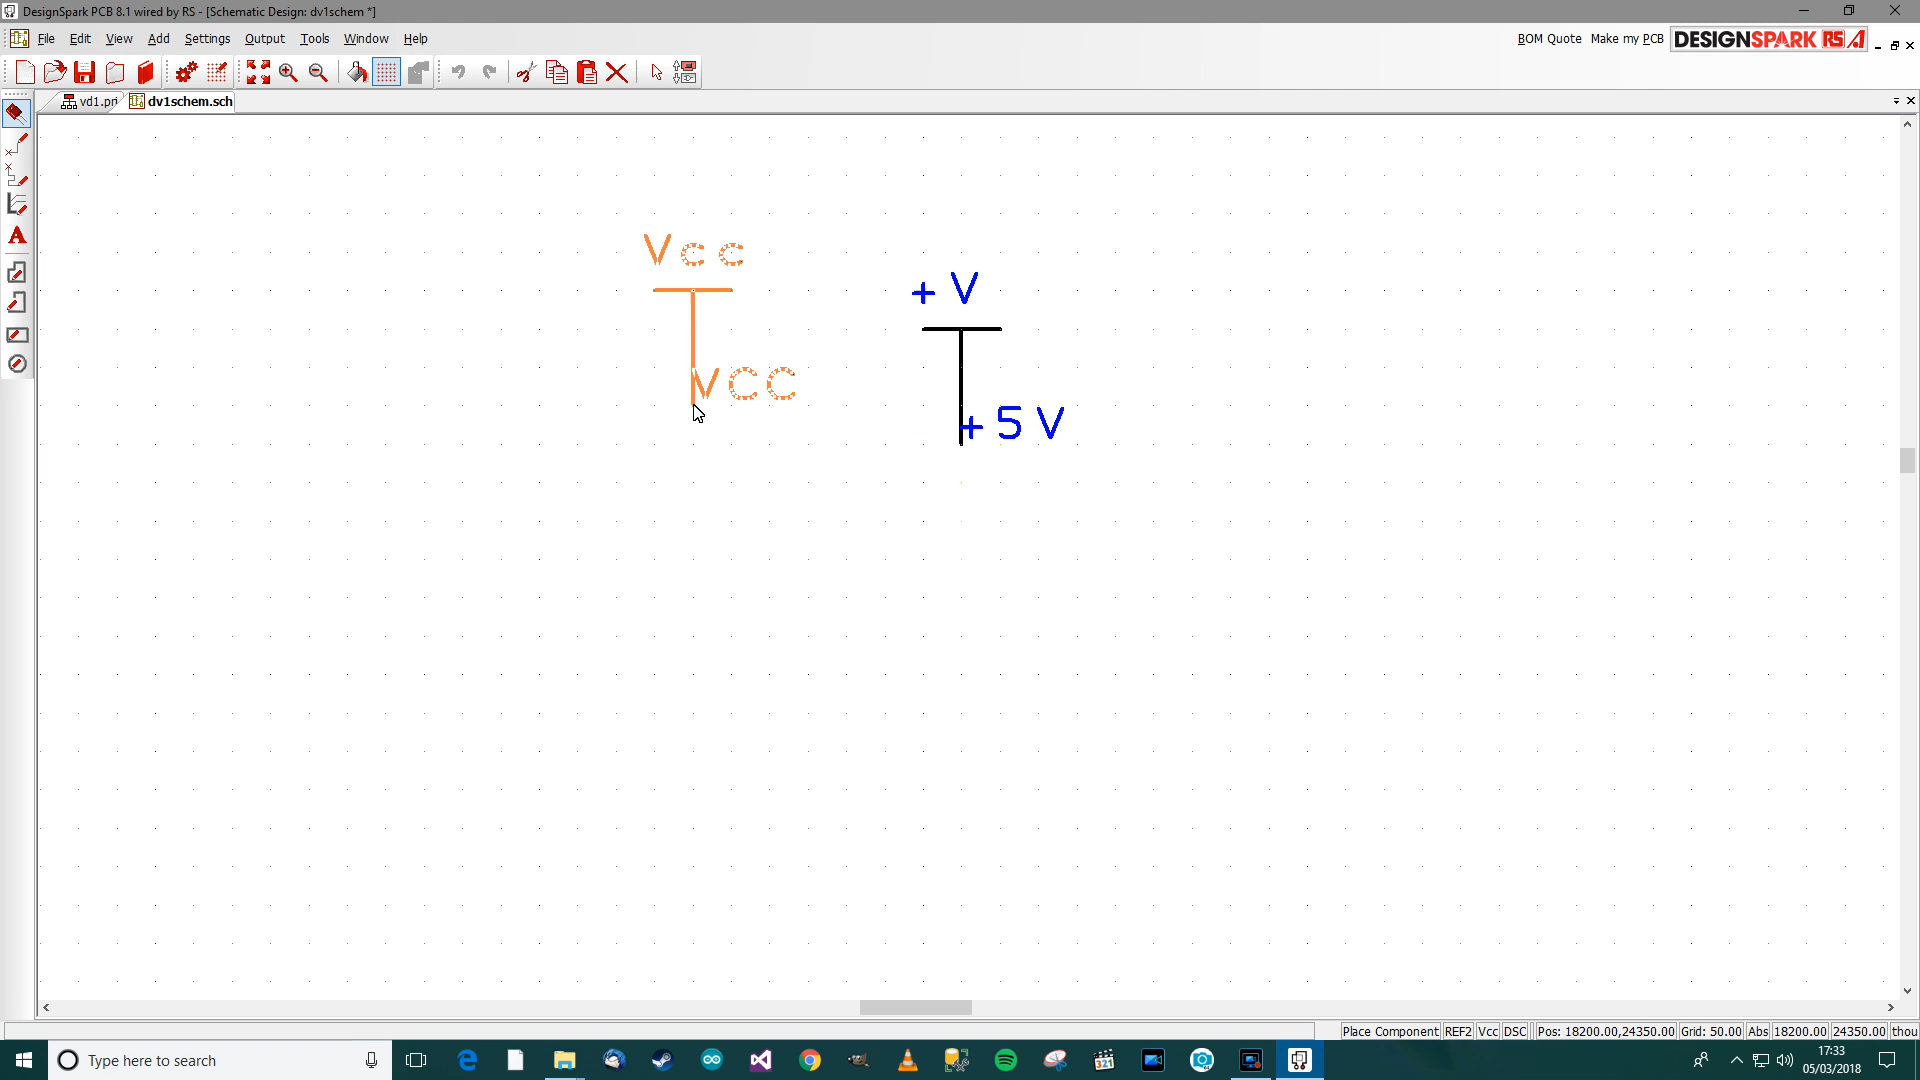 DesignSpark PCB 8.1 wired by RS - [Schematic Design: dv1schem *]
File Edit View Add Settings Output Tools Window Help
BOM Quote Make my PCB DESIGNSPARK RS
vd1.prj dv1schem.sch
Vcc
+ V
VCC
+ 5 V
Place Component REF2 Vcc DSC Pos: 18200.00,24350.00 Grid: 50.00 Abs 18200.00 24350.00 thou
Type here to search
321
17:33
05/03/2018